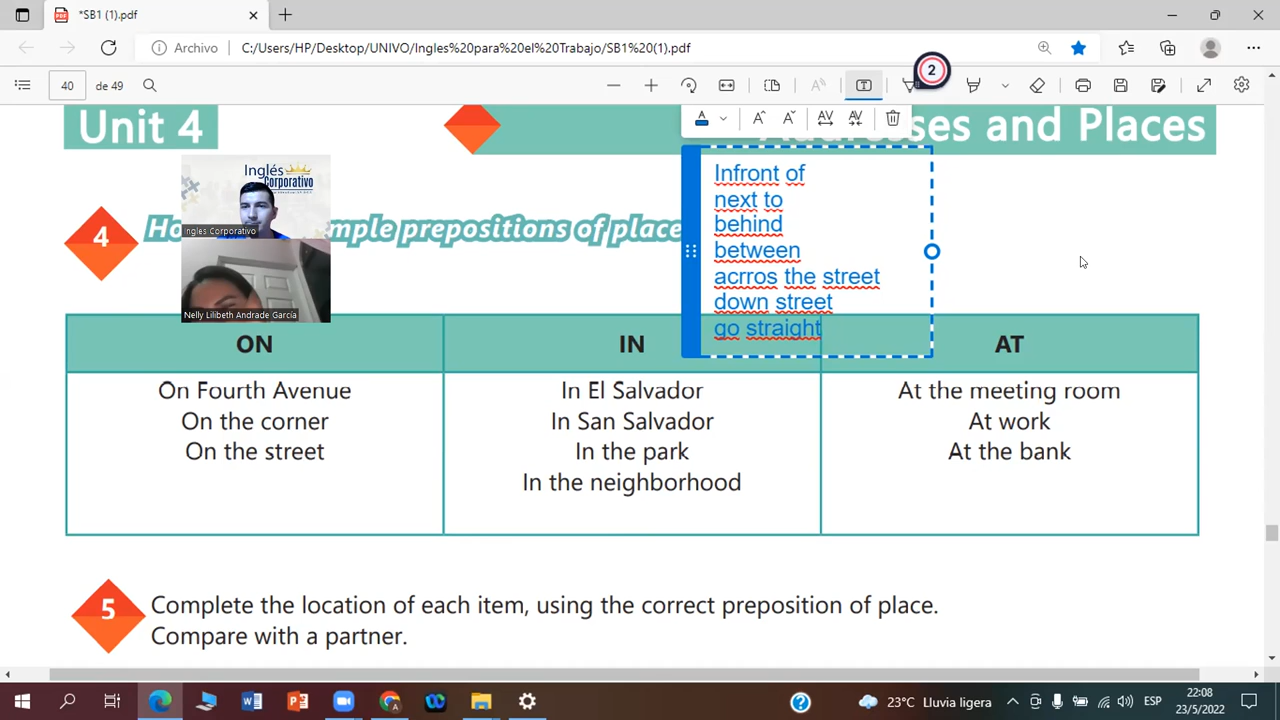 *SB1 (1).pdf
Archivo
C:/Users/HP/Desktop/UNIVO/Ingles%20para%20el%20Trabajo/SB1%20(1).pdf
40 de 49
2
Unit 4
esses and Places
Infront of
next to
behind
between
acrros the street
down street
go straight
4
mple prepositions of place
Inglés
Corporativo
Ingles Corporativo
Nelly Lilibeth Andrade García
ON IN AT
On Fourth Avenue
On the corner
On the street
In El Salvador
In San Salvador
In the park
In the neighborhood
At the meeting room
At work
At the bank
5
Complete the location of each item, using the correct preposition of place.
Compare with a partner.
23°C Lluvia ligera
ESP
22:08
23/5/2022